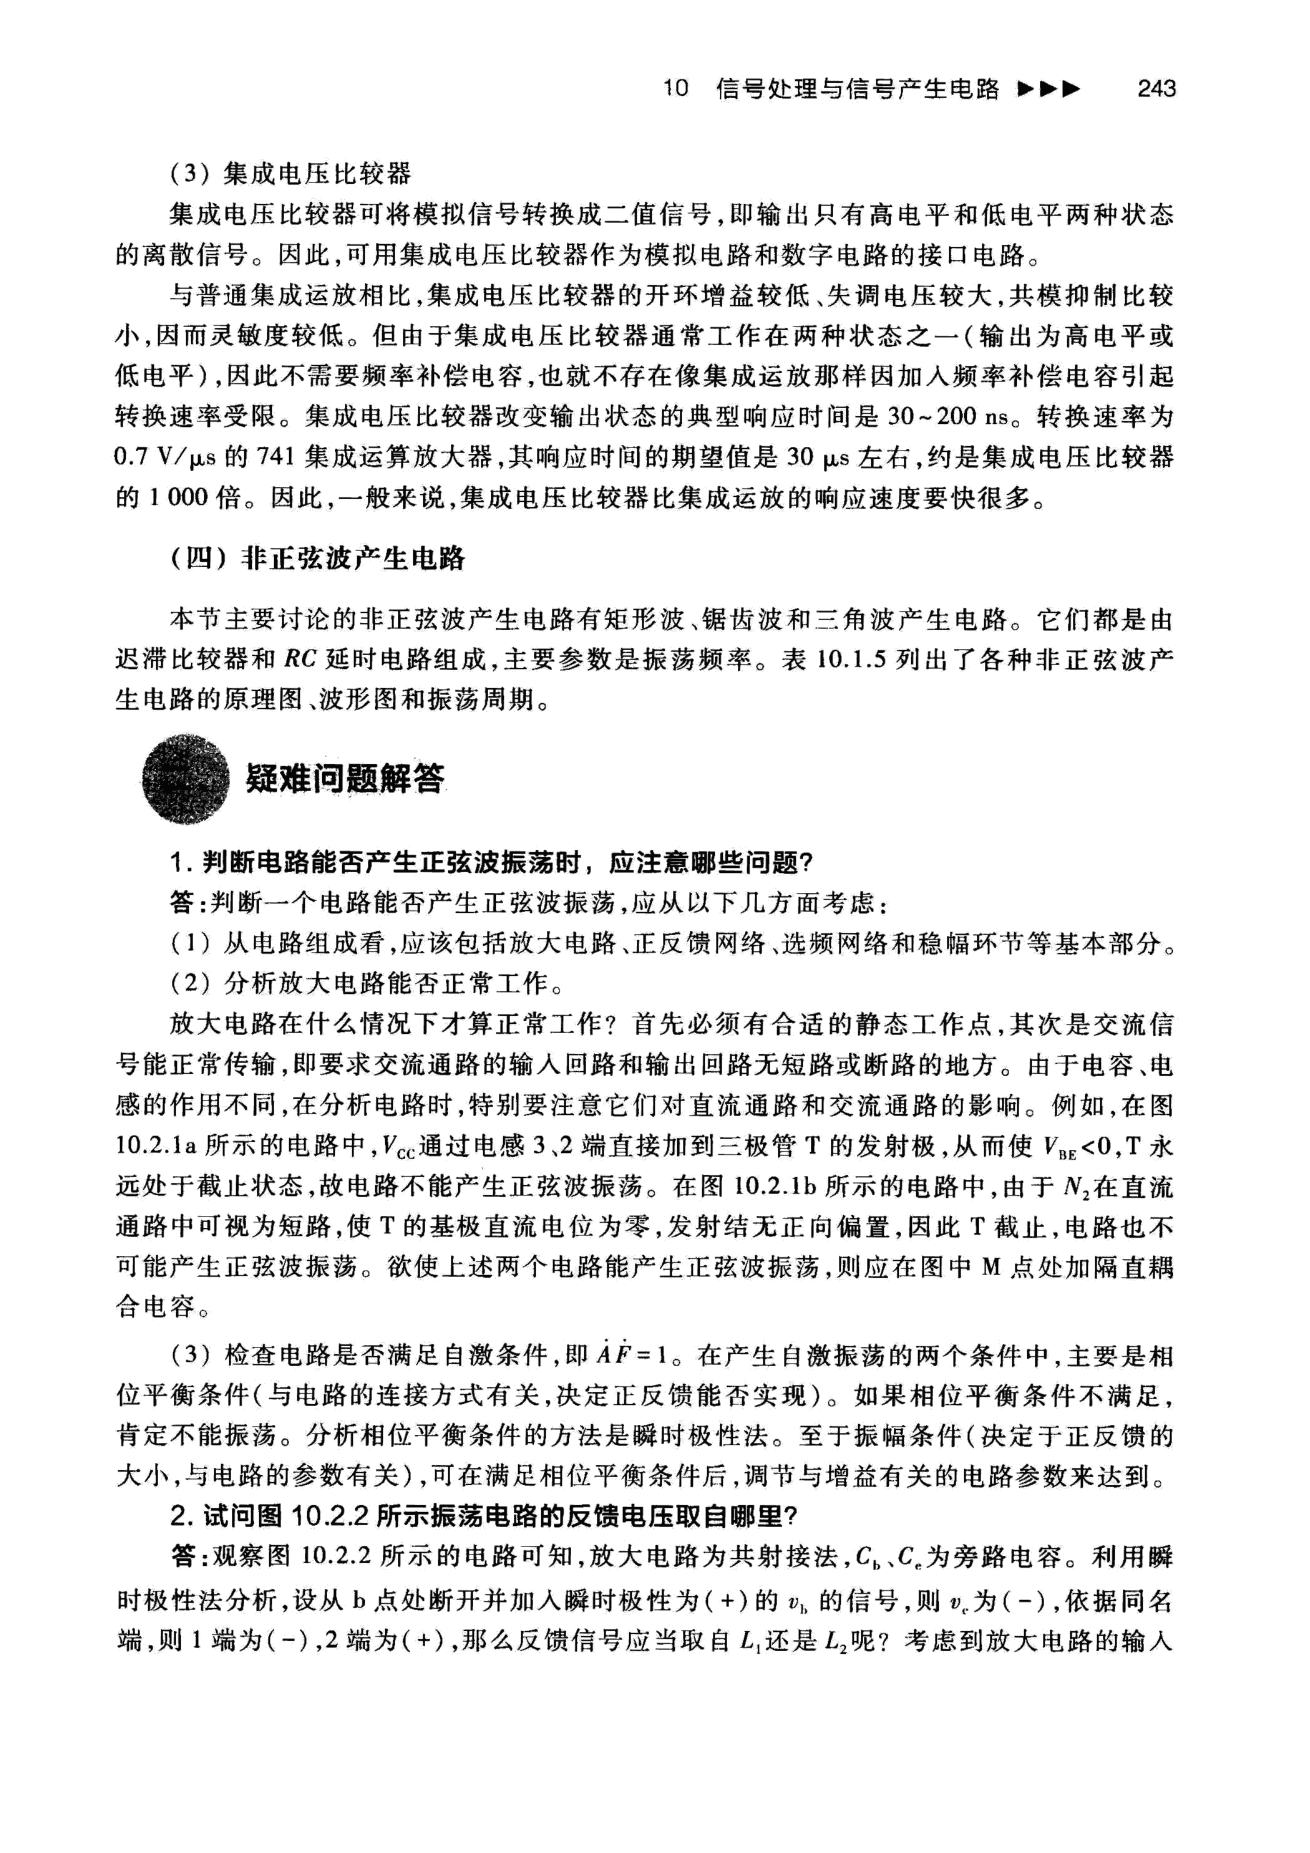 10 信号处理与信号产生电路 ▶▶▶ 243
(3) 集成电压比较器
集成电压比较器可将模拟信号转换成二值信号,即输出只有高电平和低电平两种状态
的离散信号。因此,可用集成电压比较器作为模拟电路和数字电路的接口电路。
与普通集成运放相比,集成电压比较器的开环增益较低、失调电压较大,共模抑制比较
小,因而灵敏度较低。但由于集成电压比较器通常工作在两种状态之一(输出为高电平或
低电平),因此不需要频率补偿电容,也就不存在像集成运放那样因加入频率补偿电容引起
转换速率受限。集成电压比较器改变输出状态的典型响应时间是 30~200 ns。转换速率为
0.7 V/μs 的 741 集成运算放大器,其响应时间的期望值是 30 μs 左右,约是集成电压比较器
的 1 000 倍。因此,一般来说,集成电压比较器比集成运放的响应速度要快很多。
(四) 非正弦波产生电路
本节主要讨论的非正弦波产生电路有矩形波、锯齿波和三角波产生电路。它们都是由
迟滞比较器和 RC 延时电路组成,主要参数是振荡频率。表 10.1.5 列出了各种非正弦波产
生电路的原理图、波形图和振荡周期。
疑难问题解答
1. 判断电路能否产生正弦波振荡时，应注意哪些问题?
答:判断一个电路能否产生正弦波振荡,应从以下几方面考虑:
(1) 从电路组成看,应该包括放大电路、正反馈网络、选频网络和稳幅环节等基本部分。
(2) 分析放大电路能否正常工作。
放大电路在什么情况下才算正常工作? 首先必须有合适的静态工作点,其次是交流信
号能正常传输,即要求交流通路的输入回路和输出回路无短路或断路的地方。由于电容、电
感的作用不同,在分析电路时,特别要注意它们对直流通路和交流通路的影响。例如,在图
10.2.1a 所示的电路中,V_CC通过电感 3、2 端直接加到三极管 T 的发射极,从而使 V_BE<0,T 永
远处于截止状态,故电路不能产生正弦波振荡。在图 10.2.1b 所示的电路中,由于 N₂在直流
通路中可视为短路,使 T 的基极直流电位为零,发射结无正向偏置,因此 T 截止,电路也不
可能产生正弦波振荡。欲使上述两个电路能产生正弦波振荡,则应在图中 M 点处加隔直耦
合电容。
(3) 检查电路是否满足自激条件,即 ȦḞ=1。在产生自激振荡的两个条件中,主要是相
位平衡条件(与电路的连接方式有关,决定正反馈能否实现)。如果相位平衡条件不满足,
肯定不能振荡。分析相位平衡条件的方法是瞬时极性法。至于振幅条件(决定于正反馈的
大小,与电路的参数有关),可在满足相位平衡条件后,调节与增益有关的电路参数来达到。
2. 试问图 10.2.2 所示振荡电路的反馈电压取自哪里?
答:观察图 10.2.2 所示的电路可知,放大电路为共射接法,C_b、C_e为旁路电容。利用瞬
时极性法分析,设从 b 点处断开并加入瞬时极性为(+)的 v_b 的信号,则 v_c为(-),依据同名
端,则 1 端为(-),2 端为(+),那么反馈信号应当取自 L₁还是 L₂呢? 考虑到放大电路的输入